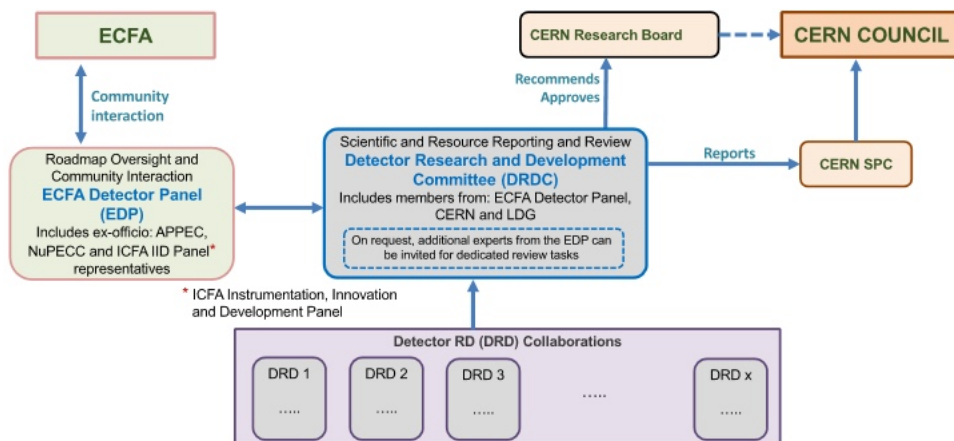 ECFA
CERN Research Board
CERN COUNCIL
Community
interaction
Recommends
Approves
Roadmap Oversight and
Community Interaction
ECFA Detector Panel
(EDP)
Includes ex-officio: APPEC,
NuPECC and ICFA IID Panel*
representatives
Scientific and Resource Reporting and Review
Detector Research and Development
Committee (DRDC)
Includes members from: ECFA Detector Panel,
CERN and LDG
On request, additional experts from the EDP can
be invited for dedicated review tasks
Reports
CERN SPC
* ICFA Instrumentation, Innovation
and Development Panel
Detector RD (DRD) Collaborations
DRD 1
.....
DRD 2
.....
DRD 3
.....
.....
DRD x
.....